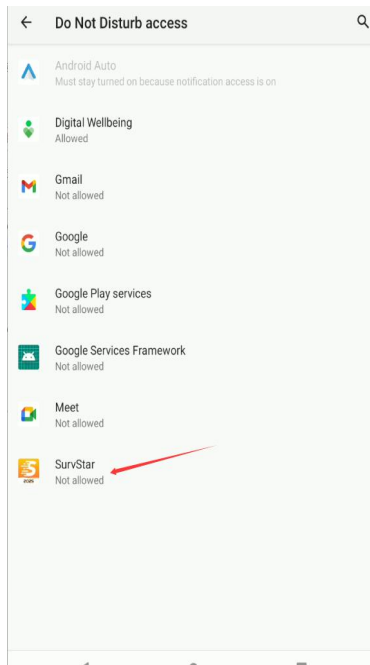 Do Not Disturb access
Android Auto
Must stay turned on because notification access is on
Digital Wellbeing
Allowed
Gmail
Not allowed
Google
Not allowed
Google Play services
Not allowed
Google Services Framework
Not allowed
Meet
Not allowed
SurvStar
Not allowed
2025